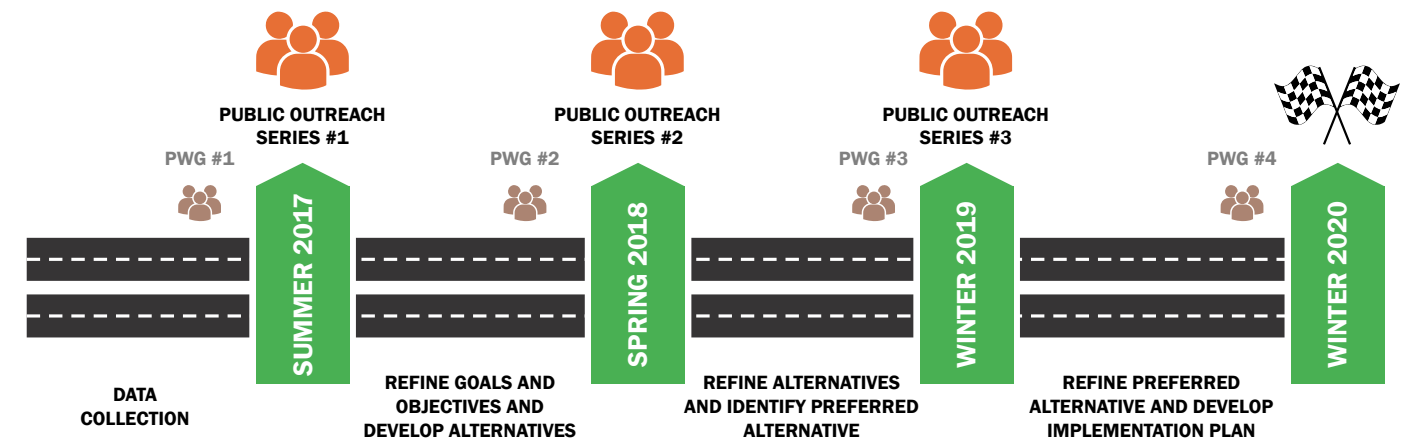 PUBLIC OUTREACH
SERIES #1
PUBLIC OUTREACH
SERIES #2
PUBLIC OUTREACH
SERIES #3
PWG #1
PWG #2
PWG #3
PWG #4
SUMMER 2017
SPRING 2018
WINTER 2019
WINTER 2020
DATA
COLLECTION
REFINE GOALS AND
OBJECTIVES AND
DEVELOP ALTERNATIVES
REFINE ALTERNATIVES
AND IDENTIFY PREFERRED
ALTERNATIVE
REFINE PREFERRED
ALTERNATIVE AND DEVELOP
IMPLEMENTATION PLAN